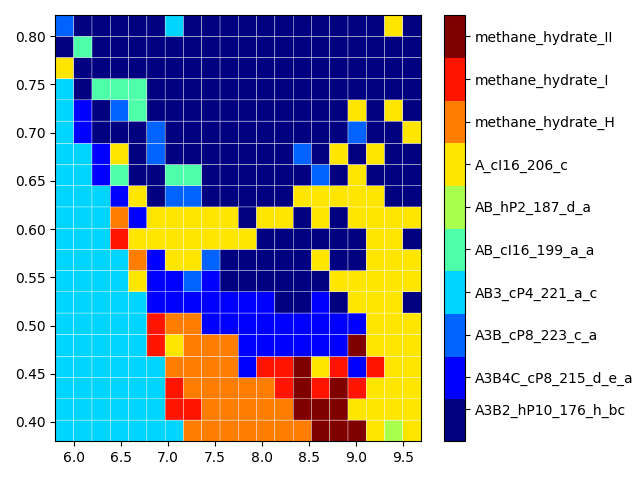 0.80
0.75
0.70
0.65
0.60
0.55
0.50
0.45
0.40
6.0 6.5 7.0 7.5 8.0 8.5 9.0 9.5
methane_hydrate_II
methane_hydrate_I
methane_hydrate_H
A_cI16_206_c
AB_hP2_187_d_a
AB_cI16_199_a_a
AB3_cP4_221_a_c
A3B_cP8_223_c_a
A3B4C_cP8_215_d_e_a
A3B2_hP10_176_h_bc